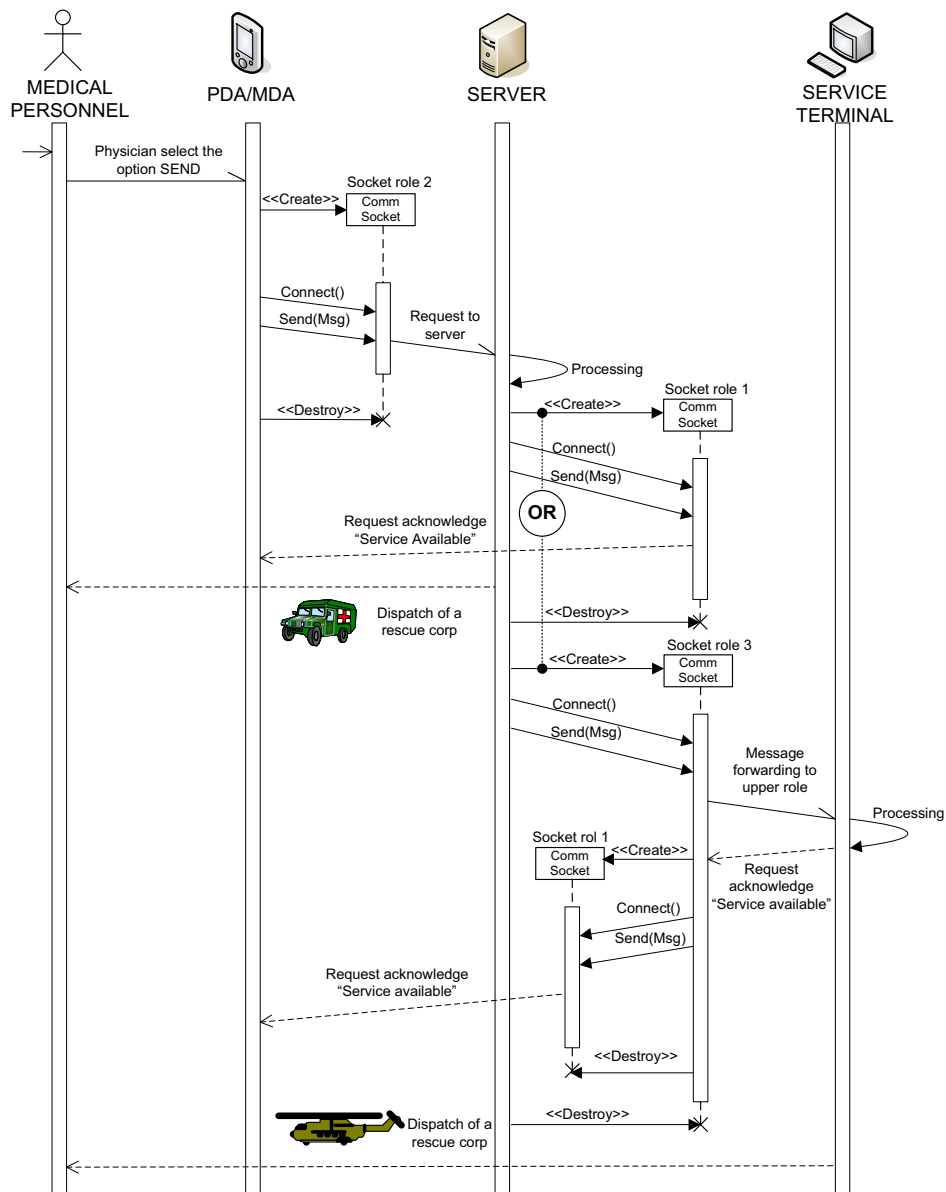 MEDICAL
PERSONNEL
PDA/MDA
SERVER
SERVICE
TERMINAL
Physician select the
option SEND
Socket role 2
<<Create>>
Comm
Socket
Connect()
Send(Msg)
Request to
server
Processing
Socket role 1
<<Create>>
Comm
Socket
<<Destroy>>
Connect()
Send(Msg)
OR
Request acknowledge
“Service Available”
Dispatch of a
rescue corp
<<Destroy>>
Socket role 3
<<Create>>
Comm
Socket
Connect()
Send(Msg)
Message
forwarding to
upper role
Processing
Socket rol 1
<<Create>>
Comm
Socket
Request
acknowledge
“Service available”
Connect()
Send(Msg)
Request acknowledge
“Service available”
<<Destroy>>
<<Destroy>>
Dispatch of a
rescue corp